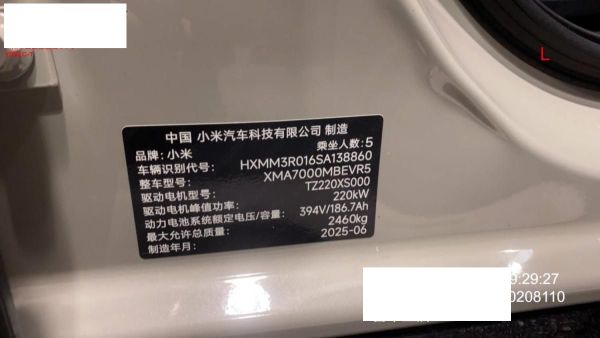 L
中国 小米汽车科技有限公司 制造
品牌:小米 乘坐人数:5
车辆识别代号: HXMM3R016SA138860
整车型号: XMA7000MBEVR5
驱动电机型号: TZ220XS000
驱动电机峰值功率: 220kW
动力电池系统额定电压/容量: 394V/186.7Ah
最大允许总质量: 2460kg
制造年月: 2025-06
9:29:27
0208110